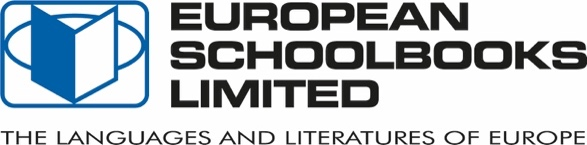 EUROPEAN
SCHOOLBOOKS
LIMITED
THE LANGUAGES AND LITERATURES OF EUROPE